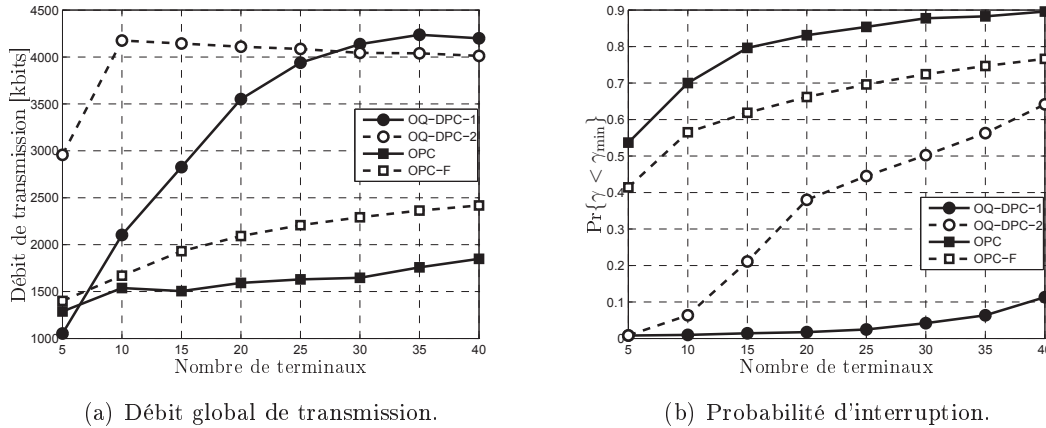 4500
4000
3500
3000
2500
2000
1500
1000
5 10 15 20 25 30 35 40
Débit de transmission [kbits]
Nombre de terminaux
OQ-DPC-1
OQ-DPC-2
OPC
OPC-F
(a) Débit global de transmission.
0.9
0.8
0.7
0.6
0.5
0.4
0.3
0.2
0.1
0
5 10 15 20 25 30 35 40
Pr{γ < γmin}
Nombre de terminaux
OQ-DPC-1
OQ-DPC-2
OPC
OPC-F
(b) Probabilité d'interruption.